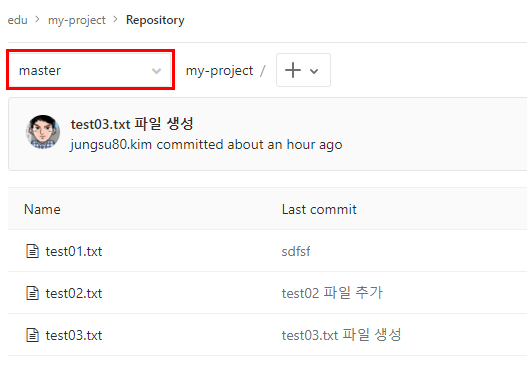 edu > my-project > Repository
master my-project /
test03.txt 파일 생성
jungsu80.kim committed about an hour ago
Name Last commit
test01.txt sdfsf
test02.txt test02 파일 추가
test03.txt test03.txt 파일 생성